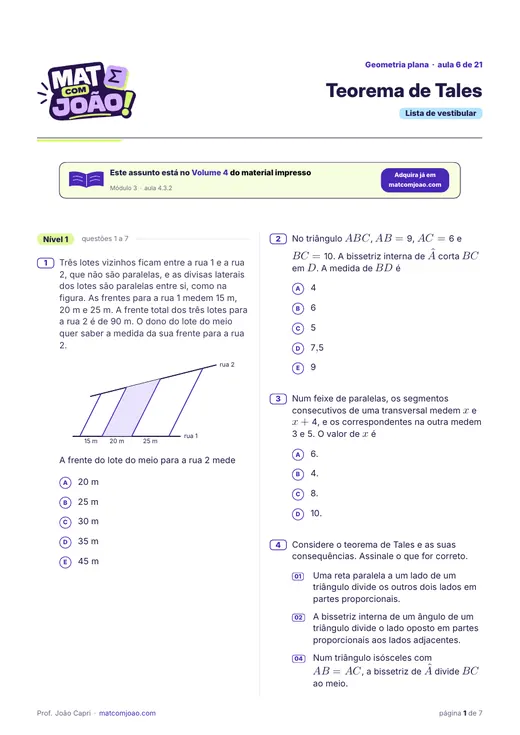 MAT
COM
JOÃO!
Σ
Geometria plana · aula 6 de 21
Teorema de Tales
Lista de vestibular
Este assunto está no Volume 4 do material impresso
Módulo 3 · aula 4.3.2
Adquira já em
matcomjoao.com
Nível 1 questões 1 a 7
1 Três lotes vizinhos ficam entre a rua 1 e a rua
2, que não são paralelas, e as divisas laterais
dos lotes são paralelas entre si, como na
figura. As frentes para a rua 1 medem 15 m,
20 m e 25 m. A frente total dos três lotes para
a rua 2 é de 90 m. O dono do lote do meio
quer saber a medida da sua frente para a rua
2.
rua 2
rua 1
15 m 20 m 25 m
A frente do lote do meio para a rua 2 mede
A 20 m
B 25 m
C 30 m
D 35 m
E 45 m
2 No triângulo ABC, AB = 9, AC = 6 e
BC = 10. A bissetriz interna de Â corta BC
em D. A medida de BD é
A 4
B 6
C 5
D 7,5
E 9
3 Num feixe de paralelas, os segmentos
consecutivos de uma transversal medem x e
x + 4, e os correspondentes na outra medem
3 e 5. O valor de x é
A 6.
B 4.
C 8.
D 10.
4 Considere o teorema de Tales e as suas
consequências. Assinale o que for correto.
01 Uma reta paralela a um lado de um
triângulo divide os outros dois lados em
partes proporcionais.
02 A bissetriz interna de um ângulo de um
triângulo divide o lado oposto em partes
proporcionais aos lados adjacentes.
04 Num triângulo isósceles com
AB = AC, a bissetriz de Â divide BC
ao meio.
Prof. João Capri · matcomjoao.com
página 1 de 7